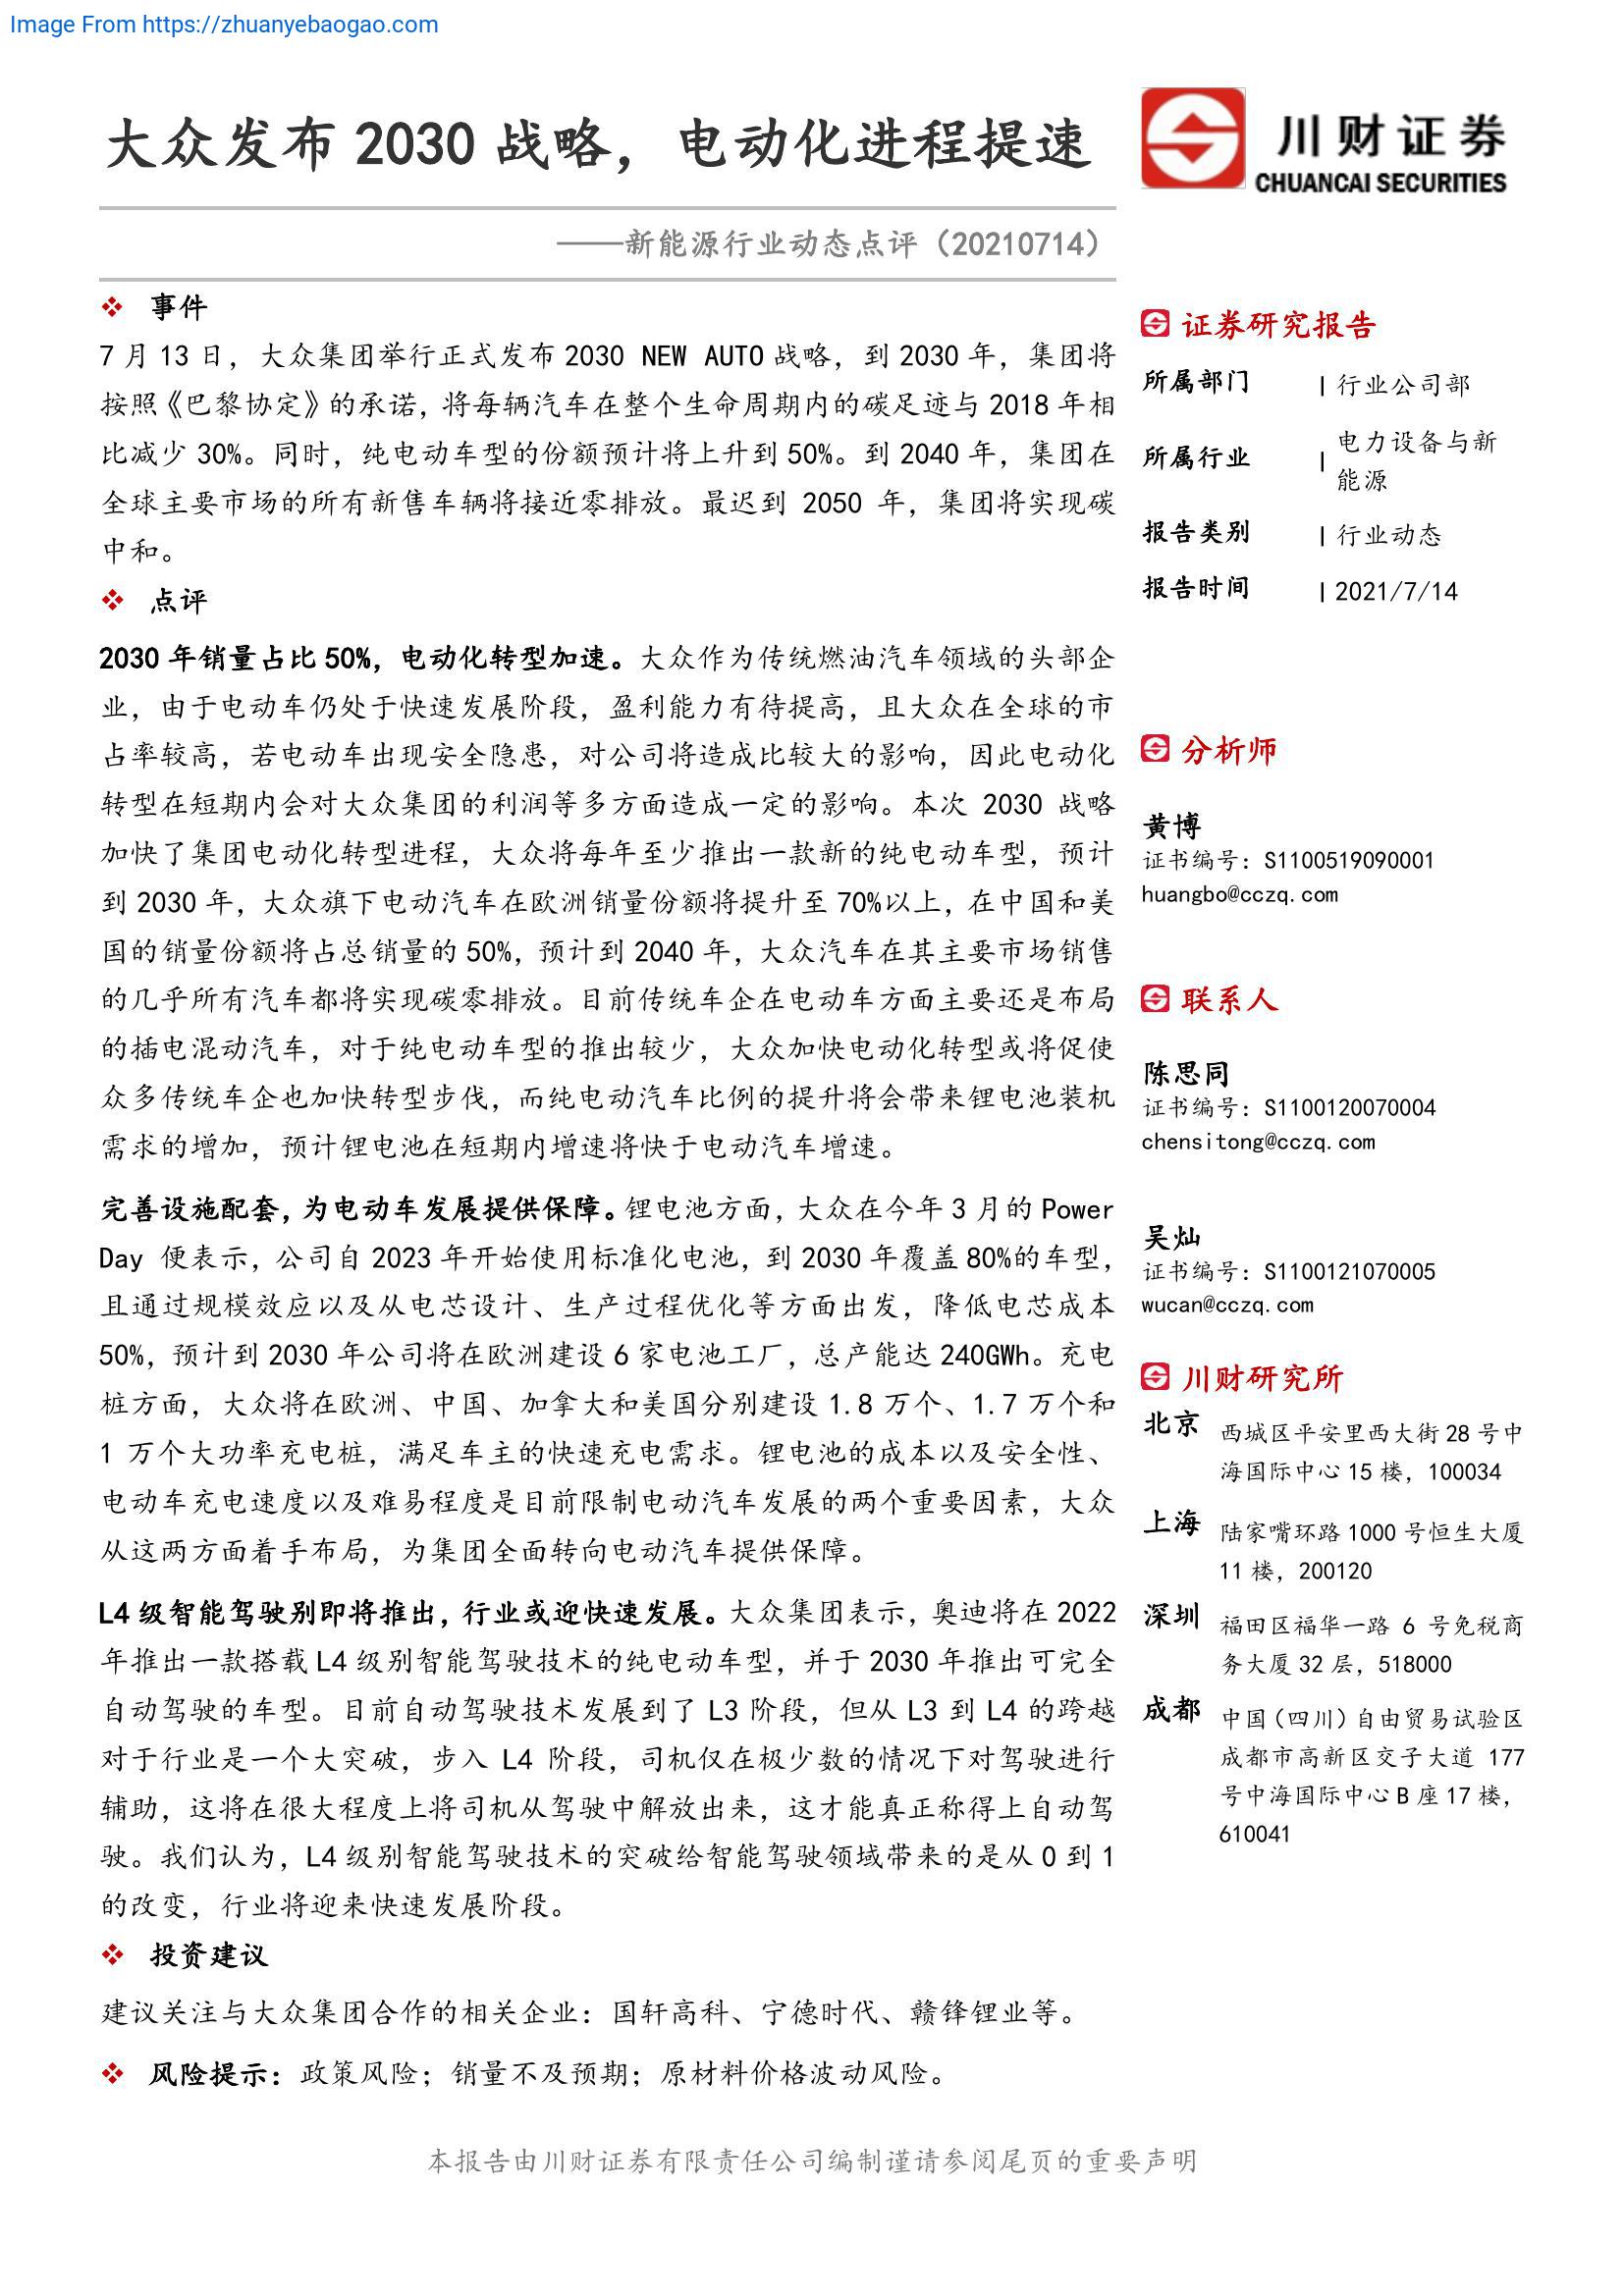 Image From https://zhuanyebaogao.com
大众发布 2030 战略，电动化进程提速
川财证券
CHUANCAI SECURITIES
——新能源行业动态点评（20210714）
❖ 事件
7 月 13 日，大众集团举行正式发布 2030 NEW AUTO 战略，到 2030 年，集团将
按照《巴黎协定》的承诺，将每辆汽车在整个生命周期内的碳足迹与 2018 年相
比减少 30%。同时，纯电动车型的份额预计将上升到 50%。到 2040 年，集团在
全球主要市场的所有新售车辆将接近零排放。最迟到 2050 年，集团将实现碳
中和。
❖ 点评
2030 年销量占比 50%，电动化转型加速。大众作为传统燃油汽车领域的头部企
业，由于电动车仍处于快速发展阶段，盈利能力有待提高，且大众在全球的市
占率较高，若电动车出现安全隐患，对公司将造成比较大的影响，因此电动化
转型在短期内会对大众集团的利润等多方面造成一定的影响。本次 2030 战略
加快了集团电动化转型进程，大众将每年至少推出一款新的纯电动车型，预计
到 2030 年，大众旗下电动汽车在欧洲销量份额将提升至 70%以上，在中国和美
国的销量份额将占总销量的 50%，预计到 2040 年，大众汽车在其主要市场销售
的几乎所有汽车都将实现碳零排放。目前传统车企在电动车方面主要还是布局
的插电混动汽车，对于纯电动车型的推出较少，大众加快电动化转型或将促使
众多传统车企也加快转型步伐，而纯电动汽车比例的提升将会带来锂电池装机
需求的增加，预计锂电池在短期内增速将快于电动汽车增速。
完善设施配套，为电动车发展提供保障。锂电池方面，大众在今年 3 月的 Power
Day 便表示，公司自 2023 年开始使用标准化电池，到 2030 年覆盖 80%的车型，
且通过规模效应以及从电芯设计、生产过程优化等方面出发，降低电芯成本
50%，预计到 2030 年公司将在欧洲建设 6 家电池工厂，总产能达 240GWh。充电
桩方面，大众将在欧洲、中国、加拿大和美国分别建设 1.8 万个、1.7 万个和
1 万个大功率充电桩，满足车主的快速充电需求。锂电池的成本以及安全性、
电动车充电速度以及难易程度是目前限制电动汽车发展的两个重要因素，大众
从这两方面着手布局，为集团全面转向电动汽车提供保障。
L4 级智能驾驶别即将推出，行业或迎快速发展。大众集团表示，奥迪将在 2022
年推出一款搭载 L4 级别智能驾驶技术的纯电动车型，并于 2030 年推出可完全
自动驾驶的车型。目前自动驾驶技术发展到了 L3 阶段，但从 L3 到 L4 的跨越
对于行业是一个大突破，步入 L4 阶段，司机仅在极少数的情况下对驾驶进行
辅助，这将在很大程度上将司机从驾驶中解放出来，这才能真正称得上自动驾
驶。我们认为，L4 级别智能驾驶技术的突破给智能驾驶领域带来的是从 0 到 1
的改变，行业将迎来快速发展阶段。
❖ 投资建议
建议关注与大众集团合作的相关企业：国轩高科、宁德时代、赣锋锂业等。
❖ 风险提示：政策风险；销量不及预期；原材料价格波动风险。
证券研究报告
所属部门 | 行业公司部
所属行业 | 电力设备与新
能源
报告类别 | 行业动态
报告时间 | 2021/7/14
分析师
黄博
证书编号：S1100519090001
huangbo@cczq.com
联系人
陈思同
证书编号：S1100120070004
chensitong@cczq.com
吴灿
证书编号：S1100121070005
wucan@cczq.com
川财研究所
北京 西城区平安里西大街 28 号中
海国际中心 15 楼，100034
上海 陆家嘴环路 1000 号恒生大厦
11 楼，200120
深圳 福田区福华一路 6 号免税商
务大厦 32 层，518000
成都 中国（四川）自由贸易试验区
成都市高新区交子大道 177
号中海国际中心 B 座 17 楼，
610041
本报告由川财证券有限责任公司编制谨请参阅尾页的重要声明